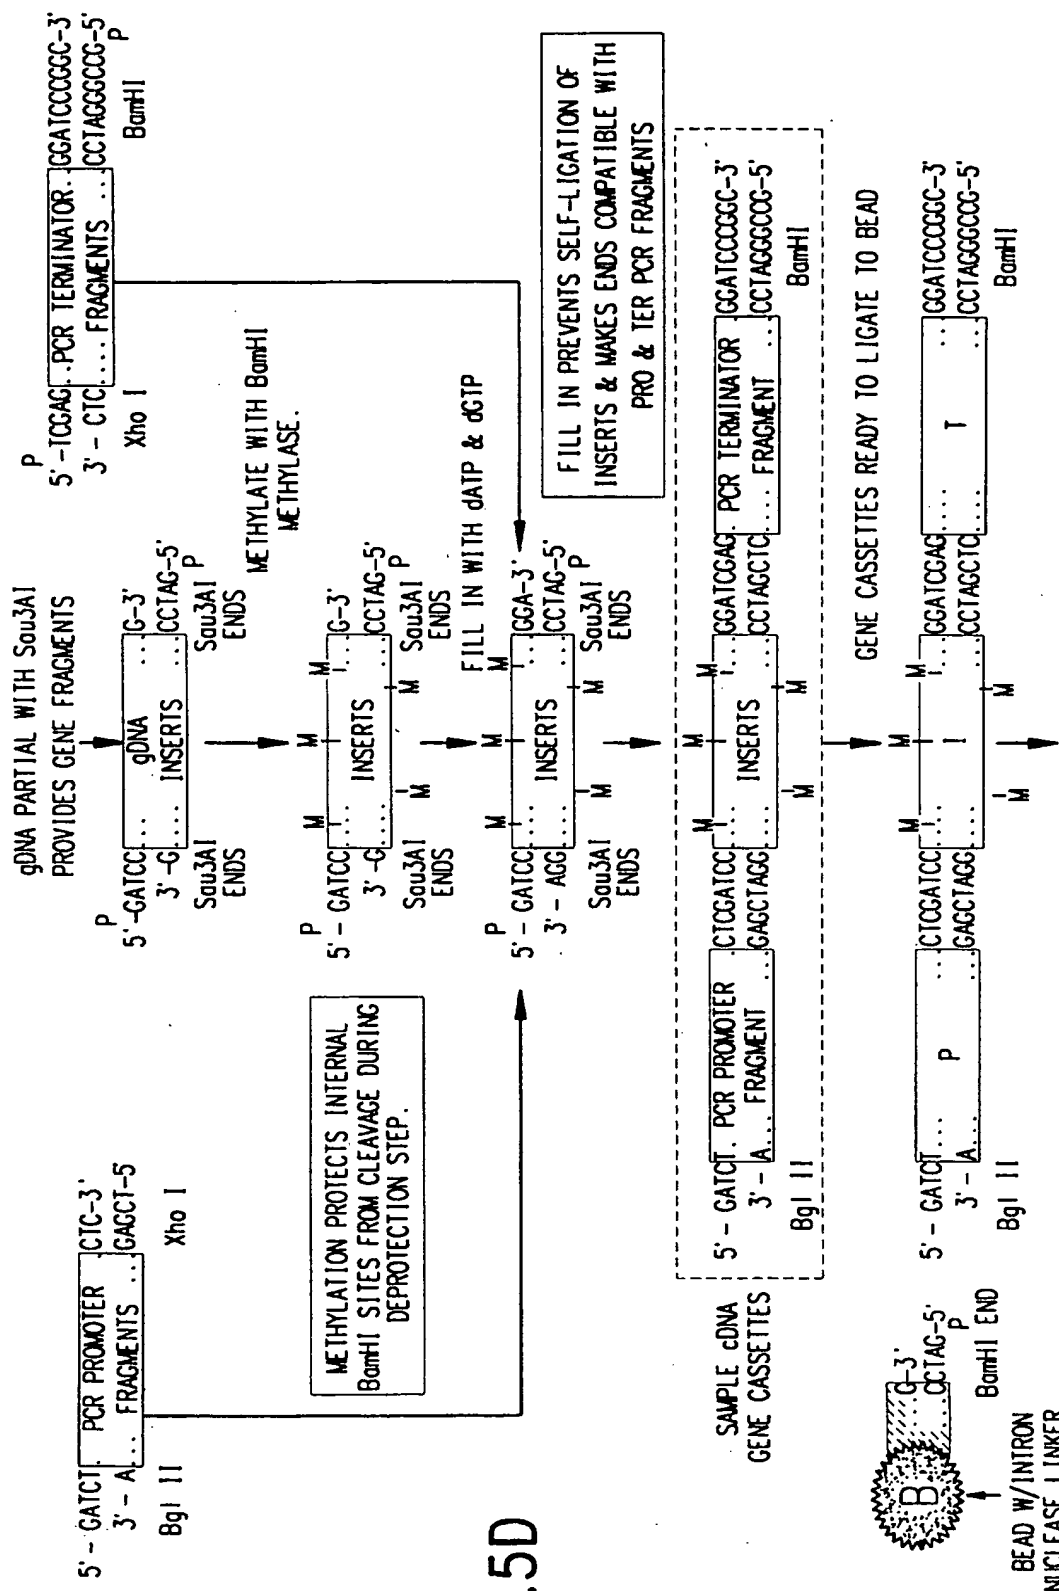 gDNA PARTIAL WITH Sau3AI
PROVIDES GENE FRAGMENTS
5'- GATCT. PCR PROMOTER .CTC-3'
3' - A... FRAGMENTS ...GAGCT-5
Bgl II
Xho I
P
5'-GATCC... gDNA ... G-3'
3' -G.... INSERTS ...CCTAG-5'
P
Sau3AI
ENDS
Sau3AI
ENDS
P
5'-TCGAG..PCR TERMINATOR..GGATCCCGGC-3'
3' - CTC.... FRAGMENTS ...CCTAGGGCCG-5'
P
Xho I
BamHI
METHYLATE WITH BamHI
METHYLASE.
M M M
P
5'- GATCC... ... G-3'
3' -G.... INSERTS ...CCTAG-5'
P
M M
Sau3AI
ENDS
Sau3AI
ENDS
METHYLATION PROTECTS INTERNAL
BamHI SITES FROM CLEAVAGE DURING
DEPROTECTION STEP.
FILL IN WITH dATP & dGTP
M M M
P
5' - GATCC... ... GGA-3'
3' - AGG.... INSERTS ...CCTAG-5'
P
M M
Sau3AI
ENDS
Sau3AI
ENDS
FILL IN PREVENTS SELF-LIGATION OF
INSERTS & MAKES ENDS COMPATIBLE WITH
PRO & TER PCR FRAGMENTS
.5D
SAMPLE cDNA
GENE CASSETTES
M M M
5'- GATCT. PCR PROMOTER .CTCGATCC... ...GGATCGAG. PCR TERMINATOR .GGATCCCGGC-3'
3' - A... FRAGMENT ...GAGCTAGG.... INSERTS ...CCTAGCTC.... FRAGMENT ...CCTAGGGCCG-5'
M M
Bgl II
BamHI
GENE CASSETTES READY TO LIGATE TO BEAD
B
G-3'
CCTAG-5'
P
BamHI END
BEAD W/INTRON
NUCLEASE LINKER
M M M
5'- GATCT... P ...CTCGATCC... I ...GGATCGAG.... T ..GGATCCCGGC-3'
3' - A... ...GAGCTAGG.... ...CCTAGCTC.... ...CCTAGGGCCG-5'
M M
Bgl II
BamHI